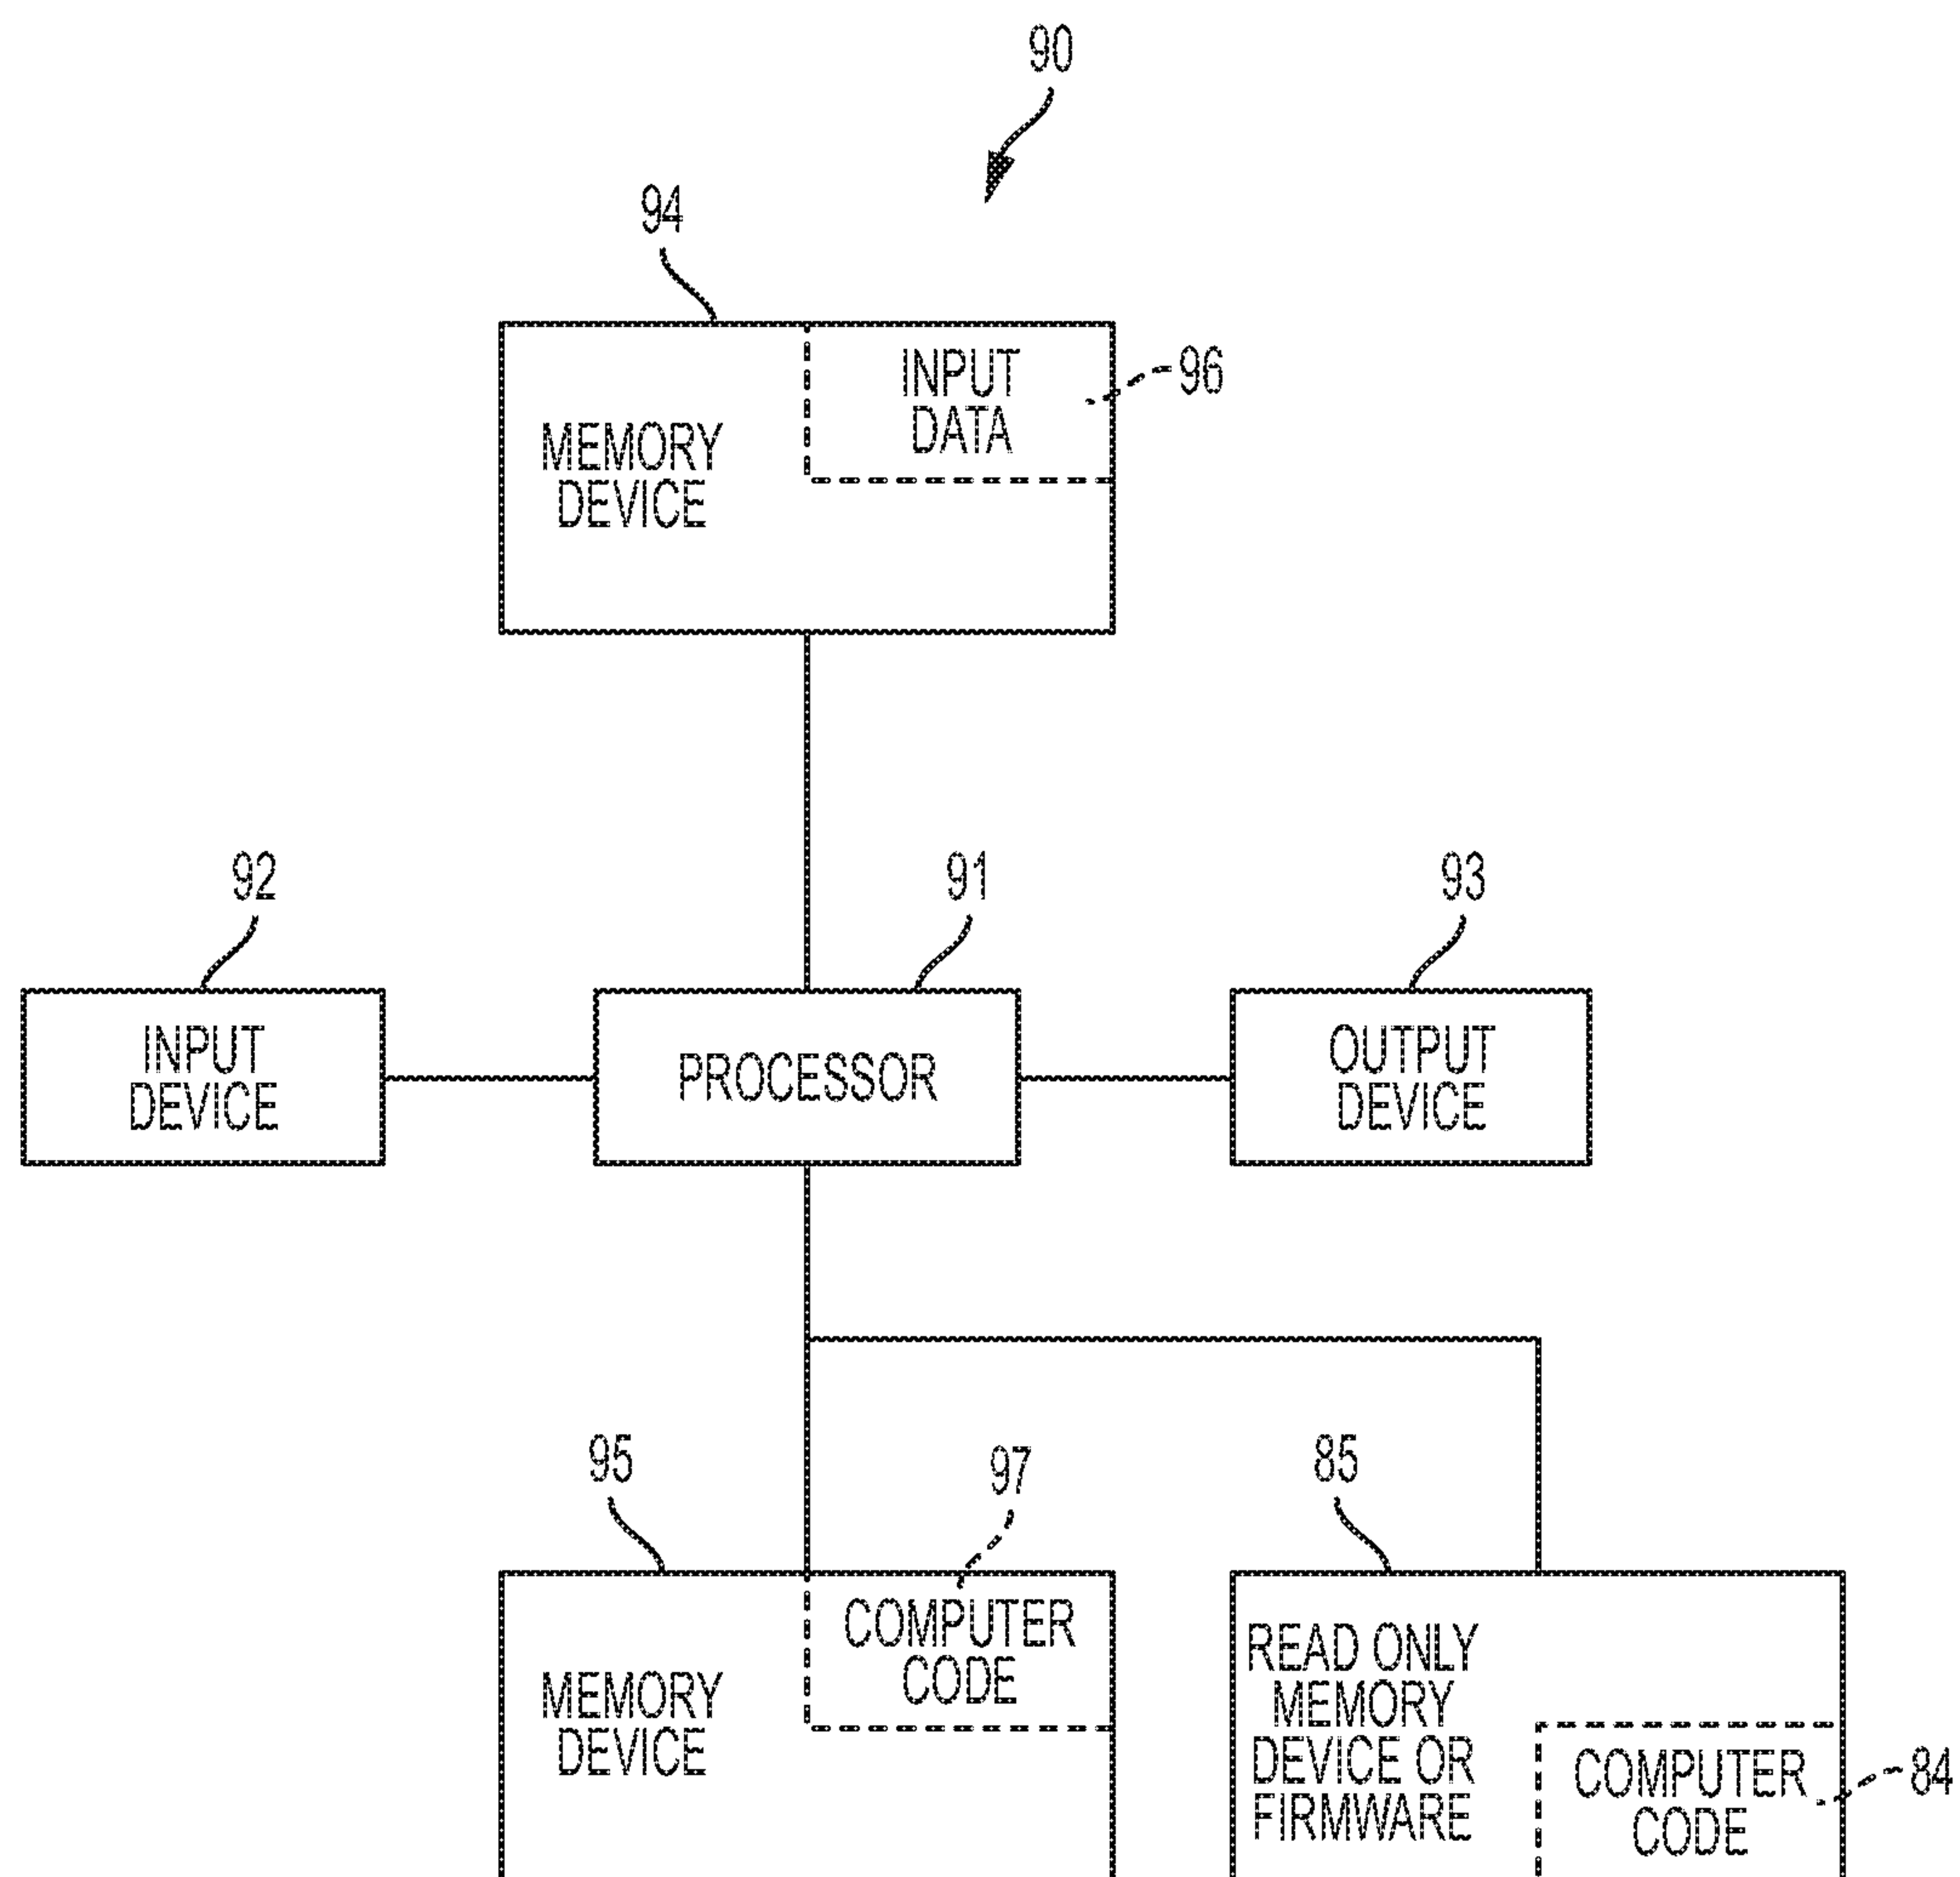 90
94
INPUT
DATA
96
MEMORY
DEVICE
92
91
93
INPUT
DEVICE
PROCESSOR
OUTPUT
DEVICE
95
97
85
COMPUTER
CODE
MEMORY
DEVICE
READ ONLY
MEMORY
DEVICE OR
FIRMWARE
COMPUTER
CODE
84